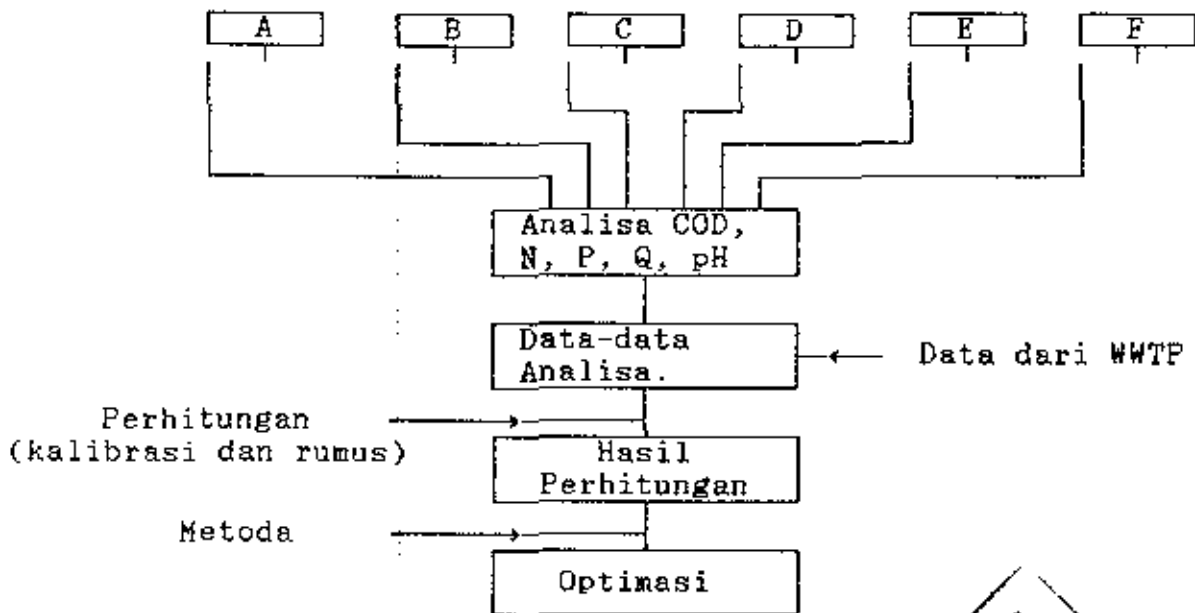 A B C D E F
Analisa COD,
N, P, Q, pH
Data-data
Analisa.
Data dari WWTP
Perhitungan
(kalibrasi dan rumus)
Hasil
Perhitungan
Metoda
Optimasi